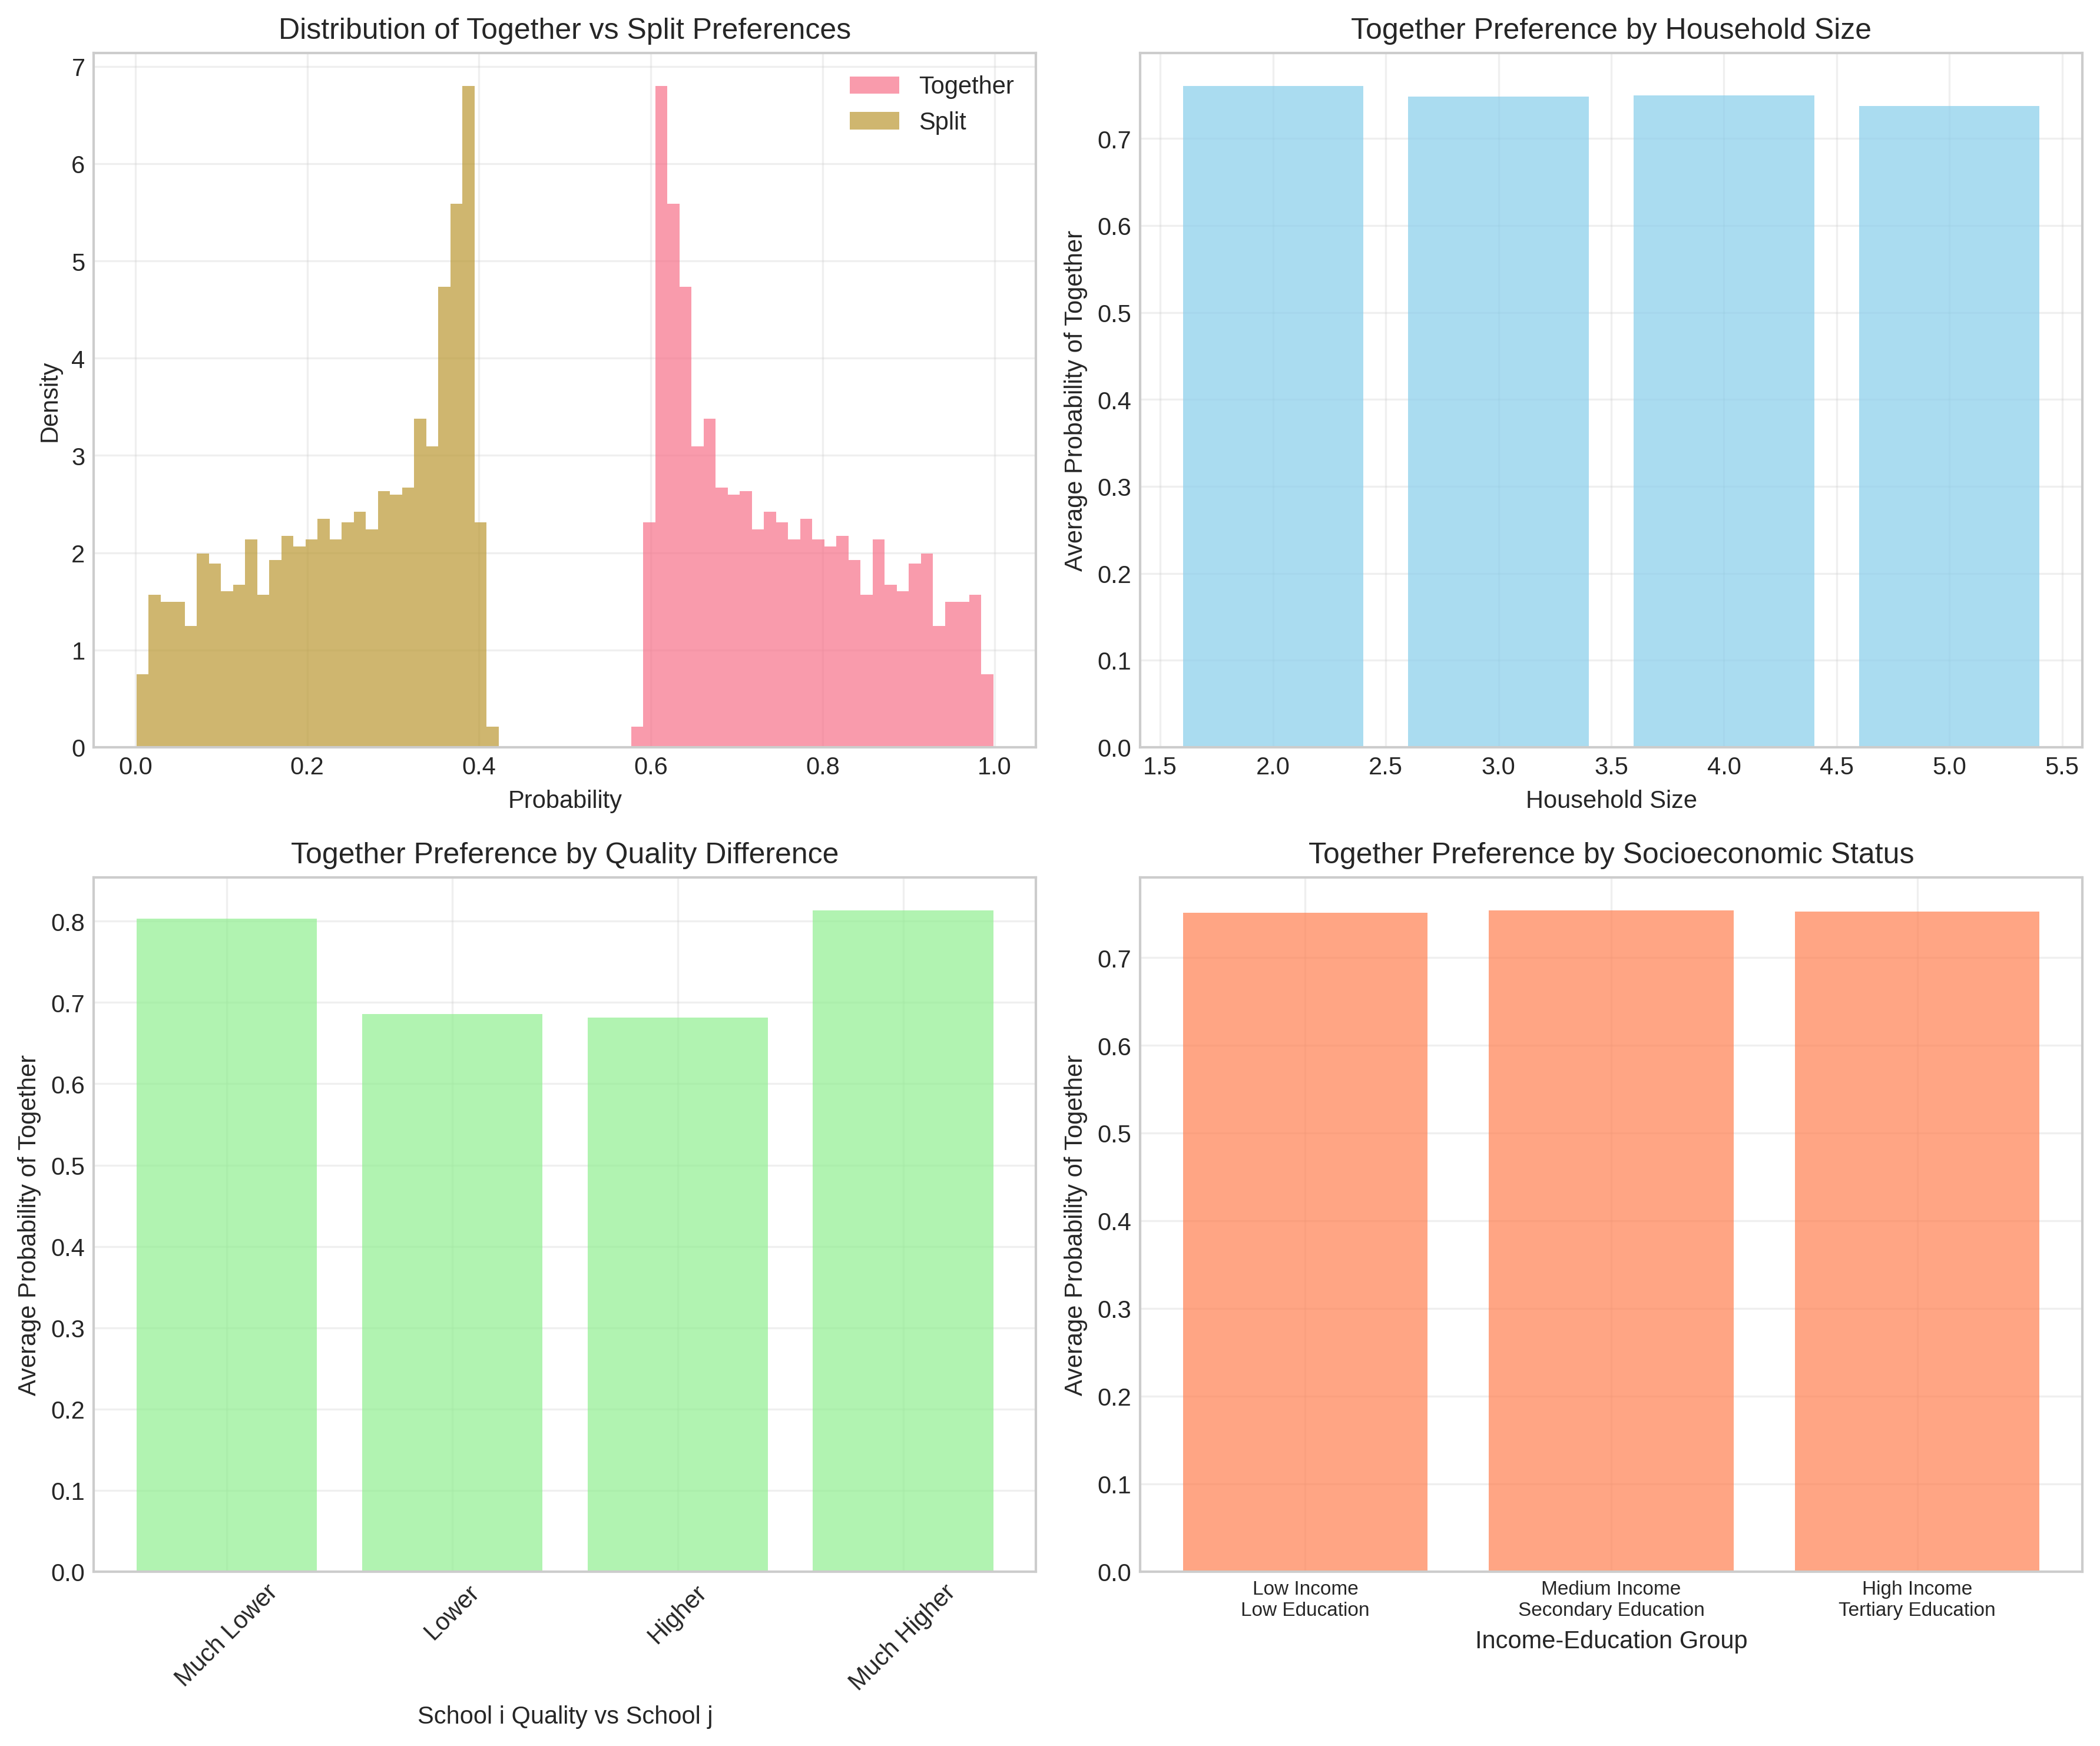 Distribution of Together vs Split Preferences
Together
Split
7
6
5
4
3
2
1
0
Density
0.0 0.2 0.4 0.6 0.8 1.0
Probability
Together Preference by Household Size
0.7
0.6
0.5
0.4
0.3
0.2
0.1
0.0
Average Probability of Together
1.5 2.0 2.5 3.0 3.5 4.0 4.5 5.0 5.5
Household Size
Together Preference by Quality Difference
0.8
0.7
0.6
0.5
0.4
0.3
0.2
0.1
0.0
Average Probability of Together
Much Lower
Lower
Higher
Much Higher
School i Quality vs School j
Together Preference by Socioeconomic Status
0.7
0.6
0.5
0.4
0.3
0.2
0.1
0.0
Average Probability of Together
Low Income
Low Education
Medium Income
Secondary Education
High Income
Tertiary Education
Income-Education Group